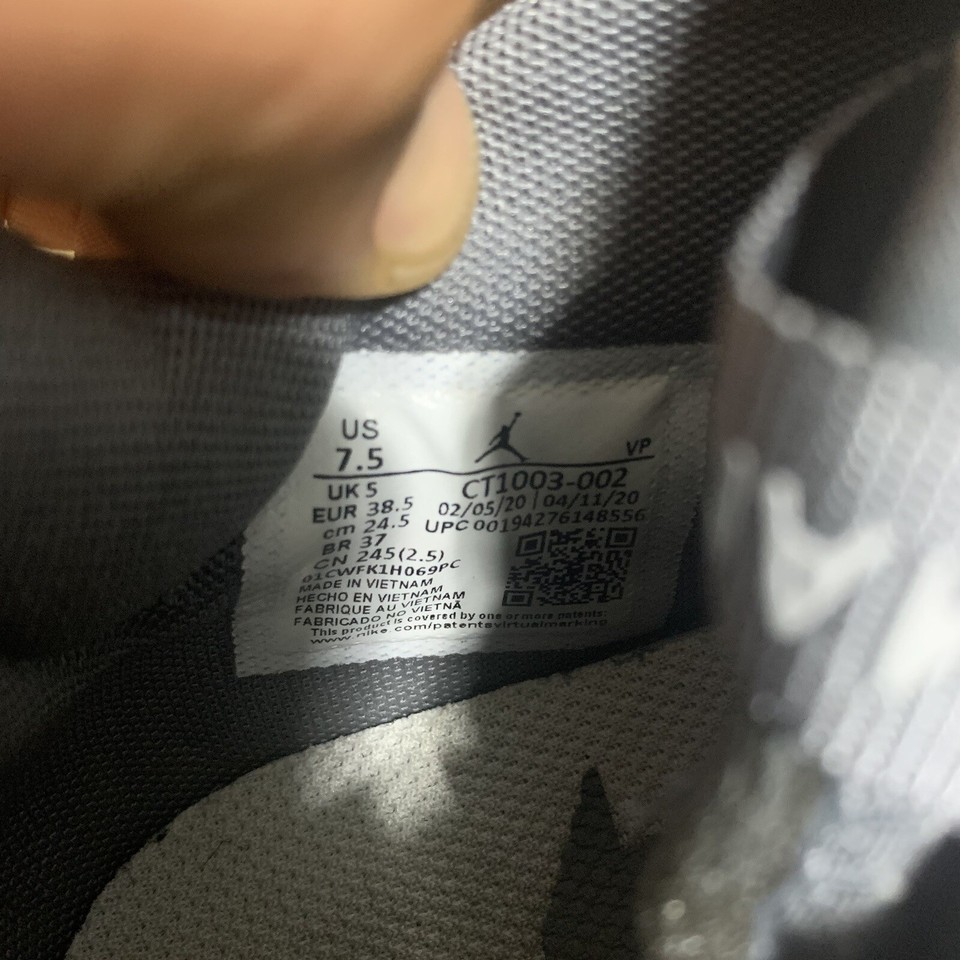 US
7.5
VP
UK 5
CT1003-002
EUR 38.5
02/05/20 | 04/11/20
cm 24.5
UPC 00194276148556
BR 37
CN 245(2.5)
01CWFK1H069PC
MADE IN VIETNAM
HECHO EN VIETNAM
FABRIQUE AU VIETNAM
FABRICADO NO VIETNÃ
This product is covered by one or more patents:
www.nike.com/patentsvirtualmarking